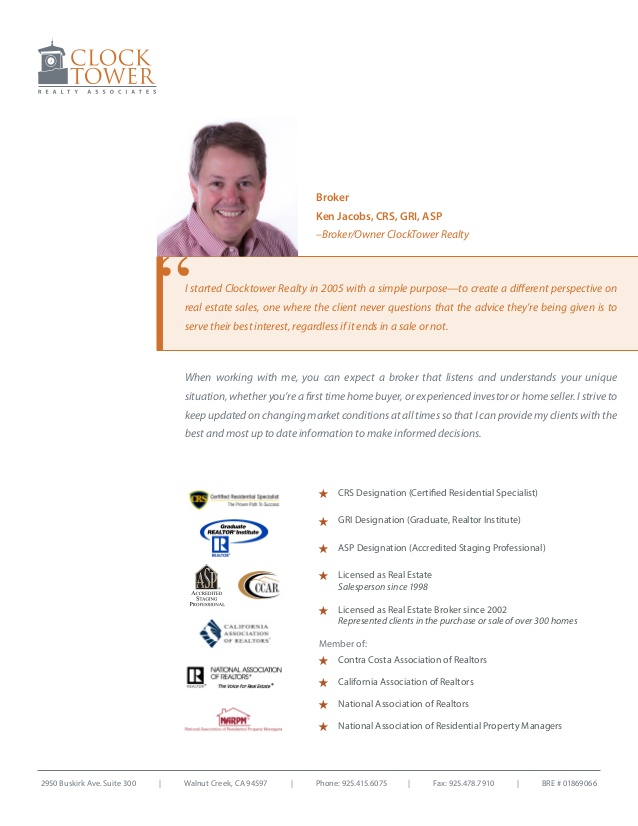 CLOCK
TOWER
REALTY ASSOCIATES
Broker
Ken Jacobs, CRS, GRI, ASP
–Broker/Owner ClockTower Realty
“
I started Clocktower Realty in 2005 with a simple purpose—to create a different perspective on
real estate sales, one where the client never questions that the advice they're being given is to
serve their best interest, regardless if it ends in a sale or not.
When working with me, you can expect a broker that listens and understands your unique
situation, whether you're a first time home buyer, or experienced investor or home seller. I strive to
keep updated on changing market conditions at all times so that I can provide my clients with the
best and most up to date information to make informed decisions.
CRS Certified Residential Specialist
The Proven Path To Success
Graduate
REALTOR® Institute
R
REALTOR®
ASP
ACCREDITED
STAGING
PROFESSIONAL
CCAR
CALIFORNIA
ASSOCIATION
OF REALTORS®
R
REALTOR®
NATIONAL ASSOCIATION
OF REALTORS®
The Voice for Real Estate®
NARPM
National Association of Residential Property Managers
CRS Designation (Certified Residential Specialist)
GRI Designation (Graduate, Realtor Institute)
ASP Designation (Accredited Staging Professional)
Licensed as Real Estate
Salesperson since 1998
Licensed as Real Estate Broker since 2002
Represented clients in the purchase or sale of over 300 homes
Member of:
Contra Costa Association of Realtors
California Association of Realtors
National Association of Realtors
National Association of Residential Property Managers
2950 Buskirk Ave. Suite 300 | Walnut Creek, CA 94597 | Phone: 925.415.6075 | Fax: 925.478.7910 | BRE # 01869066